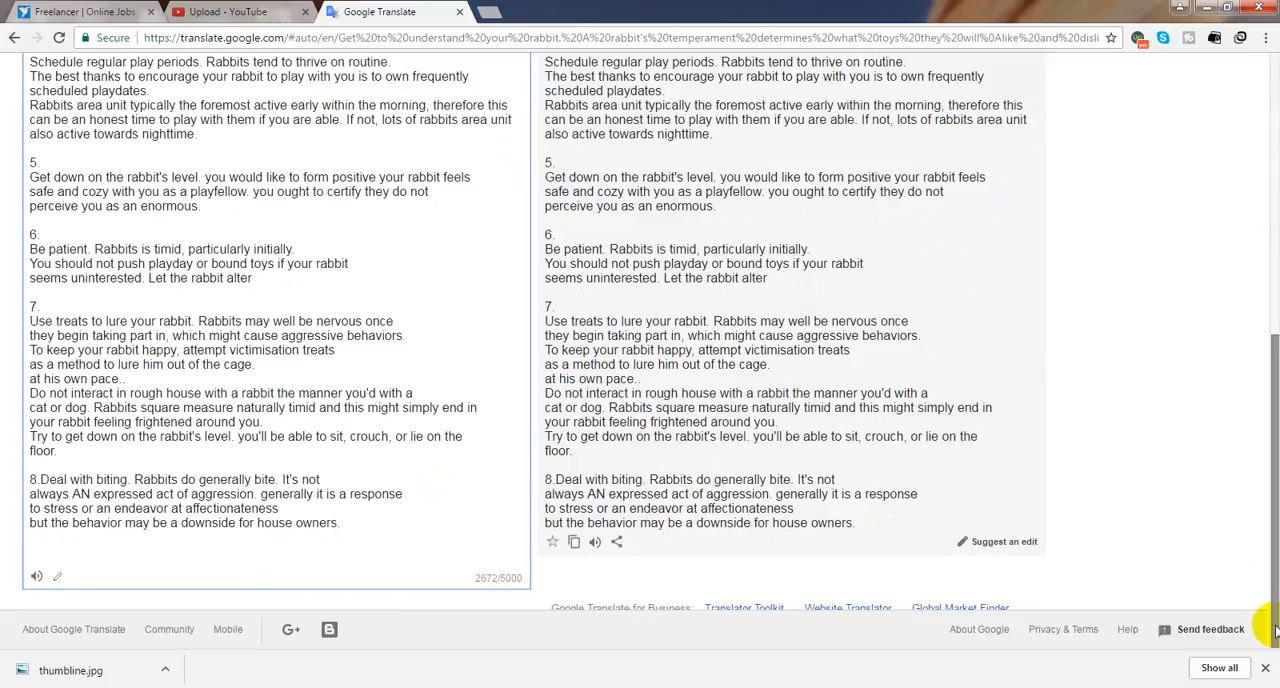 Freelancer | Online Jobs
Upload - YouTube
Google Translate
Secure
https://translate.google.com/#auto/en/Get%20to%20understand%20your%20rabbit.%20A%20rabbit's%20temperament%20determines%20what%20toys%20they%20will%0Alike%20and%20disli
Schedule regular play periods. Rabbits tend to thrive on routine.
The best thanks to encourage your rabbit to play with you is to own frequently
scheduled playdates.
Rabbits area unit typically the foremost active early within the morning, therefore this
can be an honest time to play with them if you are able. If not, lots of rabbits area unit
also active towards nighttime.
5.
Get down on the rabbit's level. you would like to form positive your rabbit feels
safe and cozy with you as a playfellow. you ought to certify they do not
perceive you as an enormous.
6.
Be patient. Rabbits is timid, particularly initially.
You should not push playday or bound toys if your rabbit
seems uninterested. Let the rabbit alter
7.
Use treats to lure your rabbit. Rabbits may well be nervous once
they begin taking part in, which might cause aggressive behaviors.
To keep your rabbit happy, attempt victimisation treats
as a method to lure him out of the cage.
at his own pace..
Do not interact in rough house with a rabbit the manner you'd with a
cat or dog. Rabbits square measure naturally timid and this might simply end in
your rabbit feeling frightened around you.
Try to get down on the rabbit's level. you'll be able to sit, crouch, or lie on the
floor.
8.Deal with biting. Rabbits do generally bite. It's not
always AN expressed act of aggression. generally it is a response
to stress or an endeavor at affectionateness
but the behavior may be a downside for house owners.
2672/5000
Schedule regular play periods. Rabbits tend to thrive on routine.
The best thanks to encourage your rabbit to play with you is to own frequently
scheduled playdates.
Rabbits area unit typically the foremost active early within the morning, therefore this
can be an honest time to play with them if you are able. If not, lots of rabbits area unit
also active towards nighttime.
5.
Get down on the rabbit's level. you would like to form positive your rabbit feels
safe and cozy with you as a playfellow. you ought to certify they do not
perceive you as an enormous.
6.
Be patient. Rabbits is timid, particularly initially.
You should not push playday or bound toys if your rabbit
seems uninterested. Let the rabbit alter
7.
Use treats to lure your rabbit. Rabbits may well be nervous once
they begin taking part in, which might cause aggressive behaviors.
To keep your rabbit happy, attempt victimisation treats
as a method to lure him out of the cage.
at his own pace..
Do not interact in rough house with a rabbit the manner you'd with a
cat or dog. Rabbits square measure naturally timid and this might simply end in
your rabbit feeling frightened around you.
Try to get down on the rabbit's level. you'll be able to sit, crouch, or lie on the
floor.
8.Deal with biting. Rabbits do generally bite. It's not
always AN expressed act of aggression. generally it is a response
to stress or an endeavor at affectionateness
but the behavior may be a downside for house owners.
Suggest an edit
Google Translate for Business: Translator Toolkit Website Translator Global Market Finder
About Google Translate Community Mobile G+ B
About Google Privacy & Terms Help Send feedback
thumbline.jpg
Show all